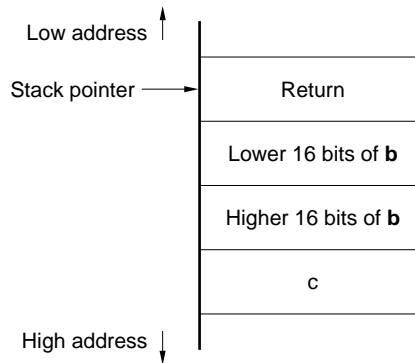 Low address
Stack pointer
Return
Lower 16 bits of b
Higher 16 bits of b
c
High address